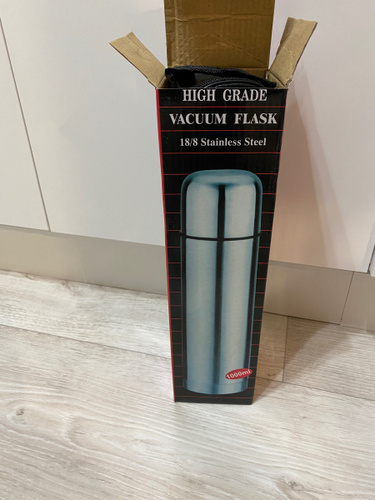 HIGH GRADE
VACUUM FLASK
18/8 Stainless Steel
1000ml